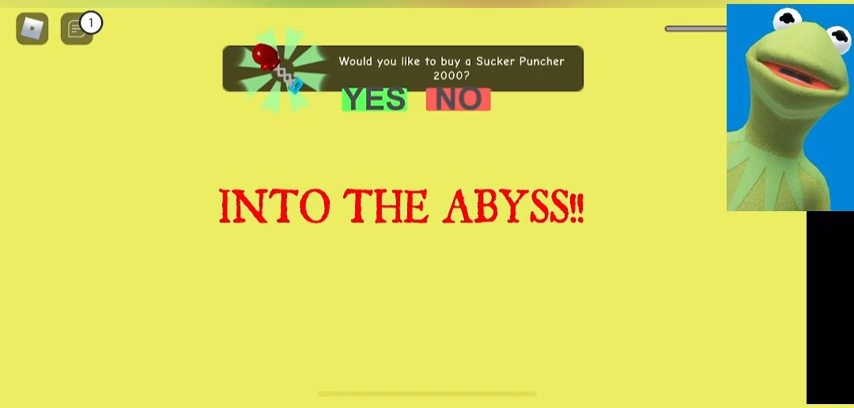 1
Would you like to buy a Sucker Puncher
2000?
YES NO
INTO THE ABYSS!!